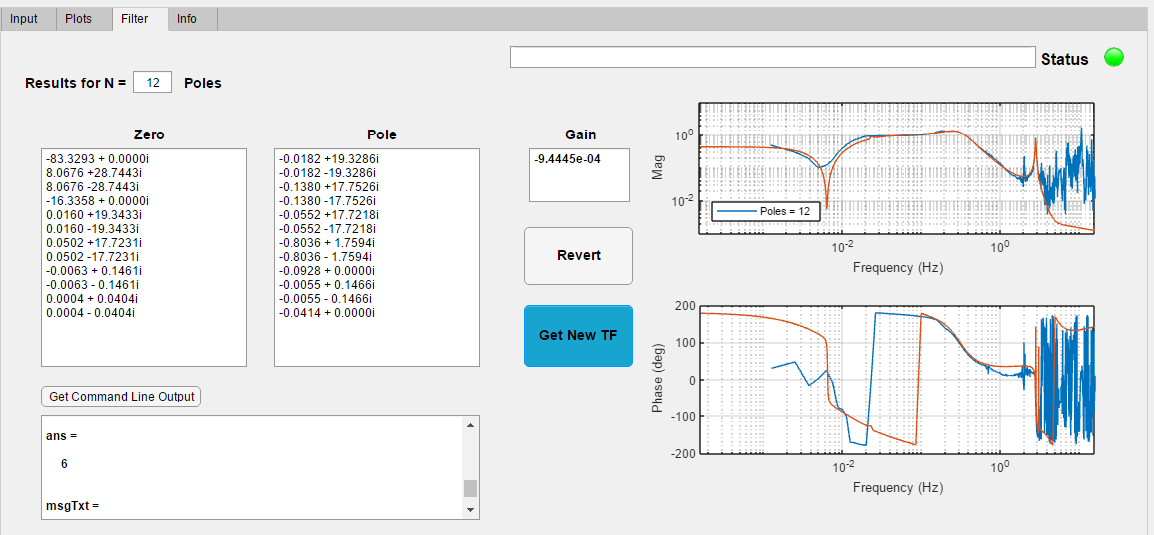 Input Plots Filter Info
Status
Results for N = 12 Poles
Zero Pole Gain
-83.3293 + 0.0000i
8.0676 +28.7443i
8.0676 -28.7443i
-16.3358 + 0.0000i
0.0160 +19.3433i
0.0160 -19.3433i
0.0502 +17.7231i
0.0502 -17.7231i
-0.0063 + 0.1461i
-0.0063 - 0.1461i
0.0004 + 0.0404i
0.0004 - 0.0404i
-0.0182 +19.3286i
-0.0182 -19.3286i
-0.1380 +17.7526i
-0.1380 -17.7526i
-0.0552 +17.7218i
-0.0552 -17.7218i
-0.8036 + 1.7594i
-0.8036 - 1.7594i
-0.0928 + 0.0000i
-0.0055 + 0.1466i
-0.0055 - 0.1466i
-0.0414 + 0.0000i
-9.4445e-04
Revert
Get New TF
Get Command Line Output
ans =
6
msgTxt =
Mag
10^0
10^-2
Poles = 12
10^-2 10^0
Frequency (Hz)
Phase (deg)
200
100
0
-100
-200
10^-2 10^0
Frequency (Hz)